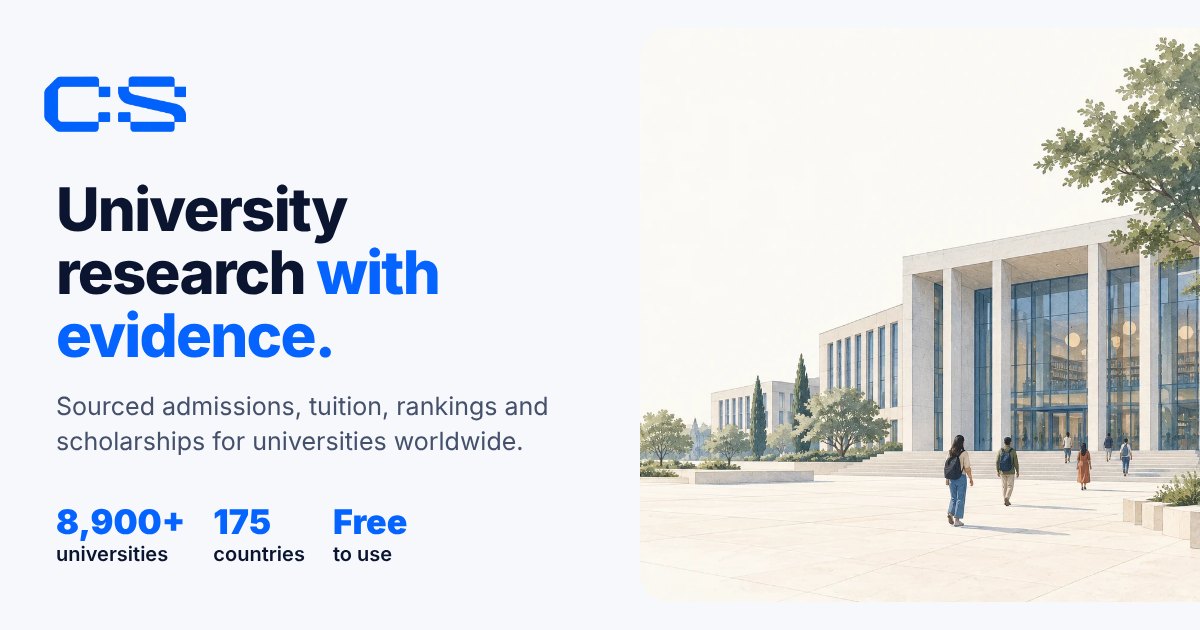 CS
University
research with
evidence.
Sourced admissions, tuition, rankings and
scholarships for universities worldwide.
8,900+ 175 Free
universities countries to use